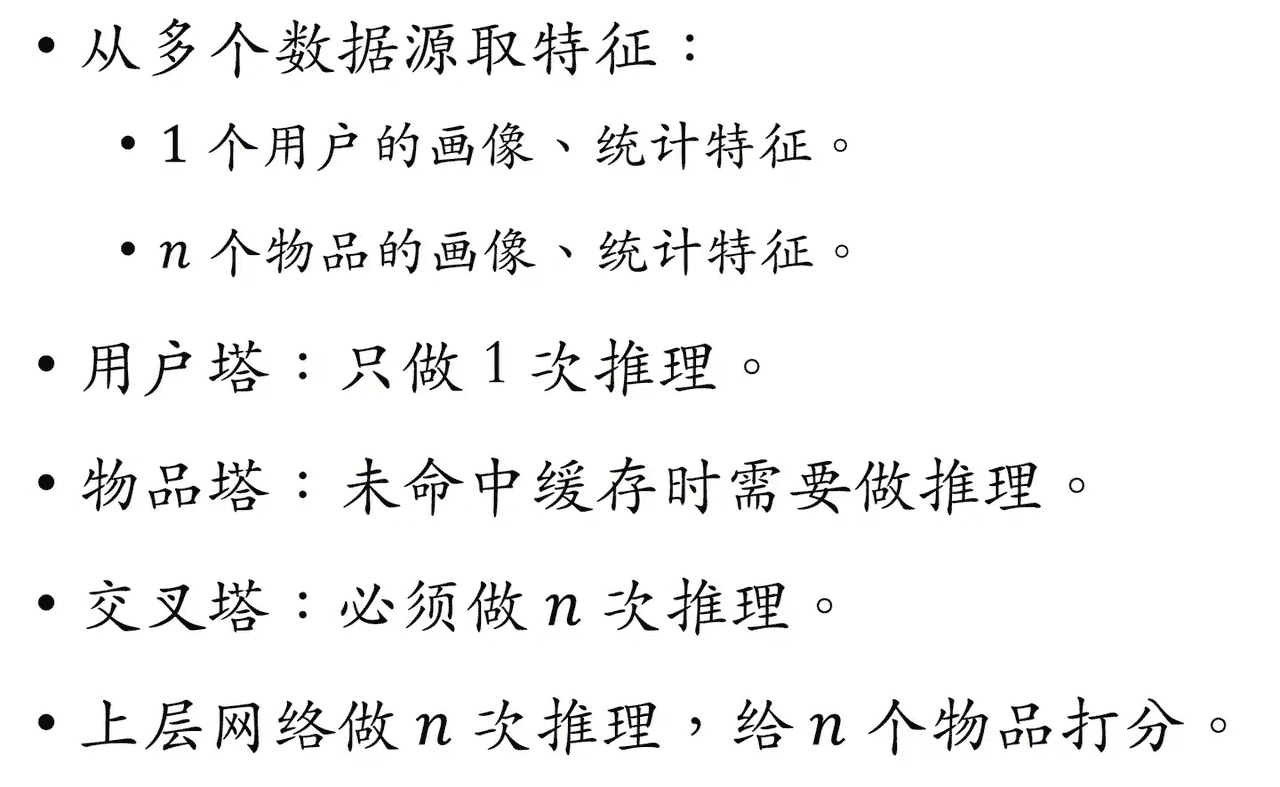 • 从多个数据源取特征：
• 1 个用户的画像、统计特征。
• n 个物品的画像、统计特征。
• 用户塔：只做 1 次推理。
• 物品塔：未命中缓存时需要做推理。
• 交叉塔：必须做 n 次推理。
• 上层网络做 n 次推理，给 n 个物品打分。